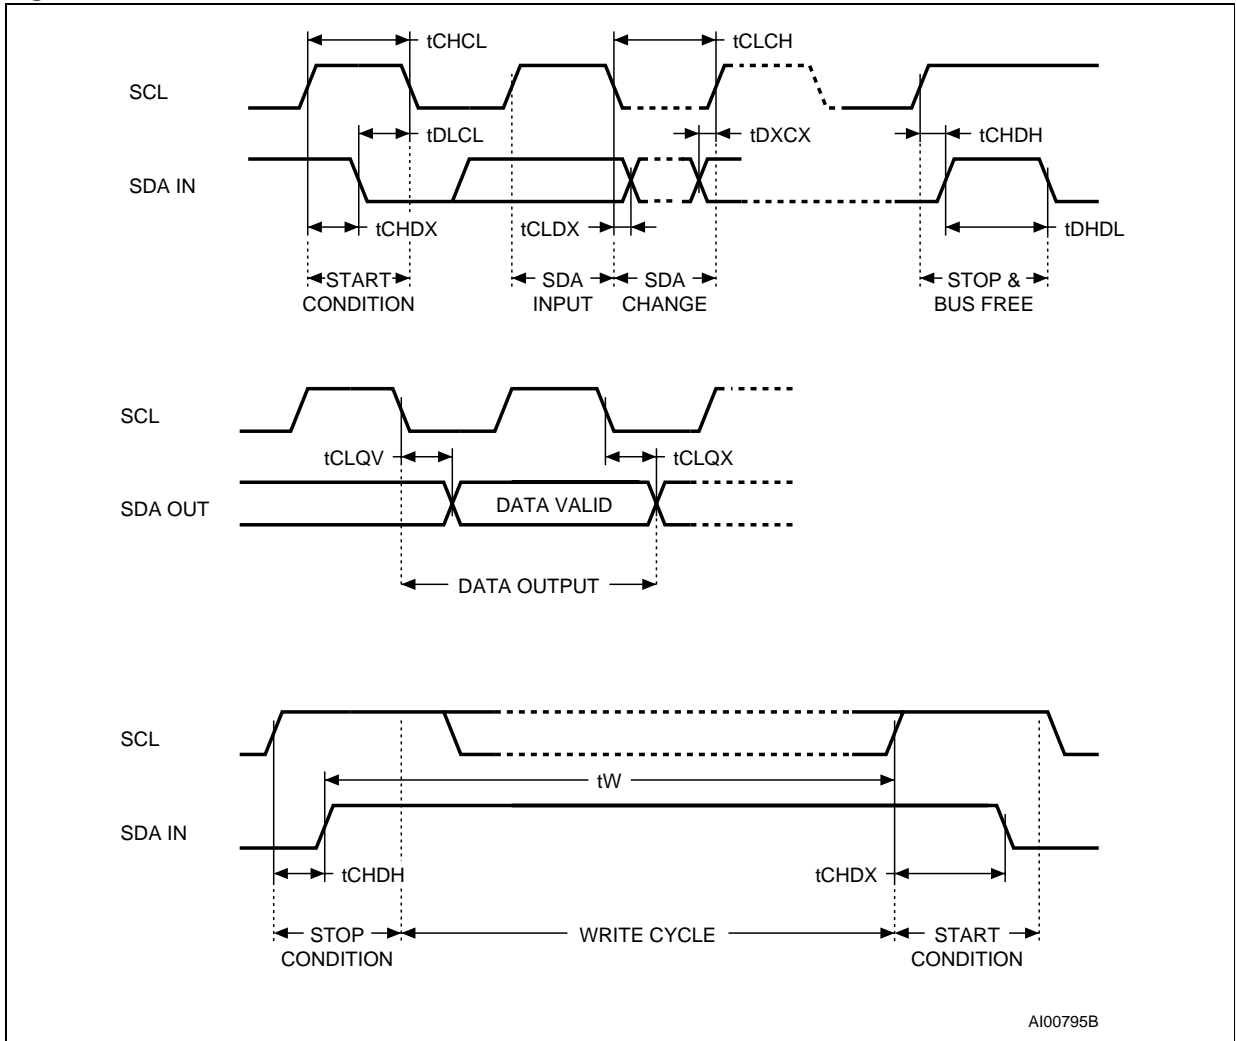 tCHCL
tCLCH
SCL
tDLCL
tDXCX
tCHDH
SDA IN
tCHDX
tCLDX
tDHDL
START
CONDITION
SDA
INPUT
SDA
CHANGE
STOP &
BUS FREE
SCL
tCLQV
tCLQX
SDA OUT
DATA VALID
DATA OUTPUT
SCL
tW
SDA IN
tCHDH
tCHDX
STOP
CONDITION
WRITE CYCLE
START
CONDITION
AI00795B